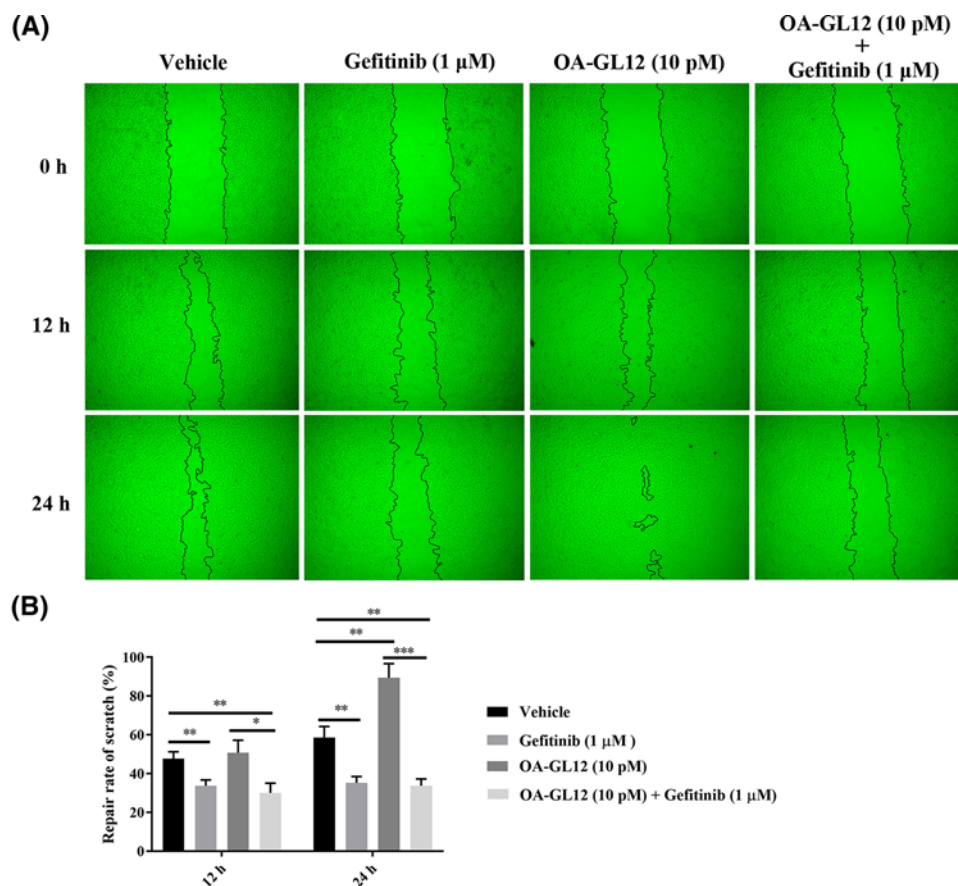 (A)
Vehicle
Gefitinib (1 μM)
OA-GL12 (10 pM)
OA-GL12 (10 pM)
+
Gefitinib (1 μM)
0 h
12 h
24 h
(B)
Repair rate of scratch (%)
100
80
60
40
20
0
**
**
*
**
**
**
***
12 h
24 h
Vehicle
Gefitinib (1 μM )
OA-GL12 (10 pM)
OA-GL12 (10 pM) + Gefitinib (1 μM)